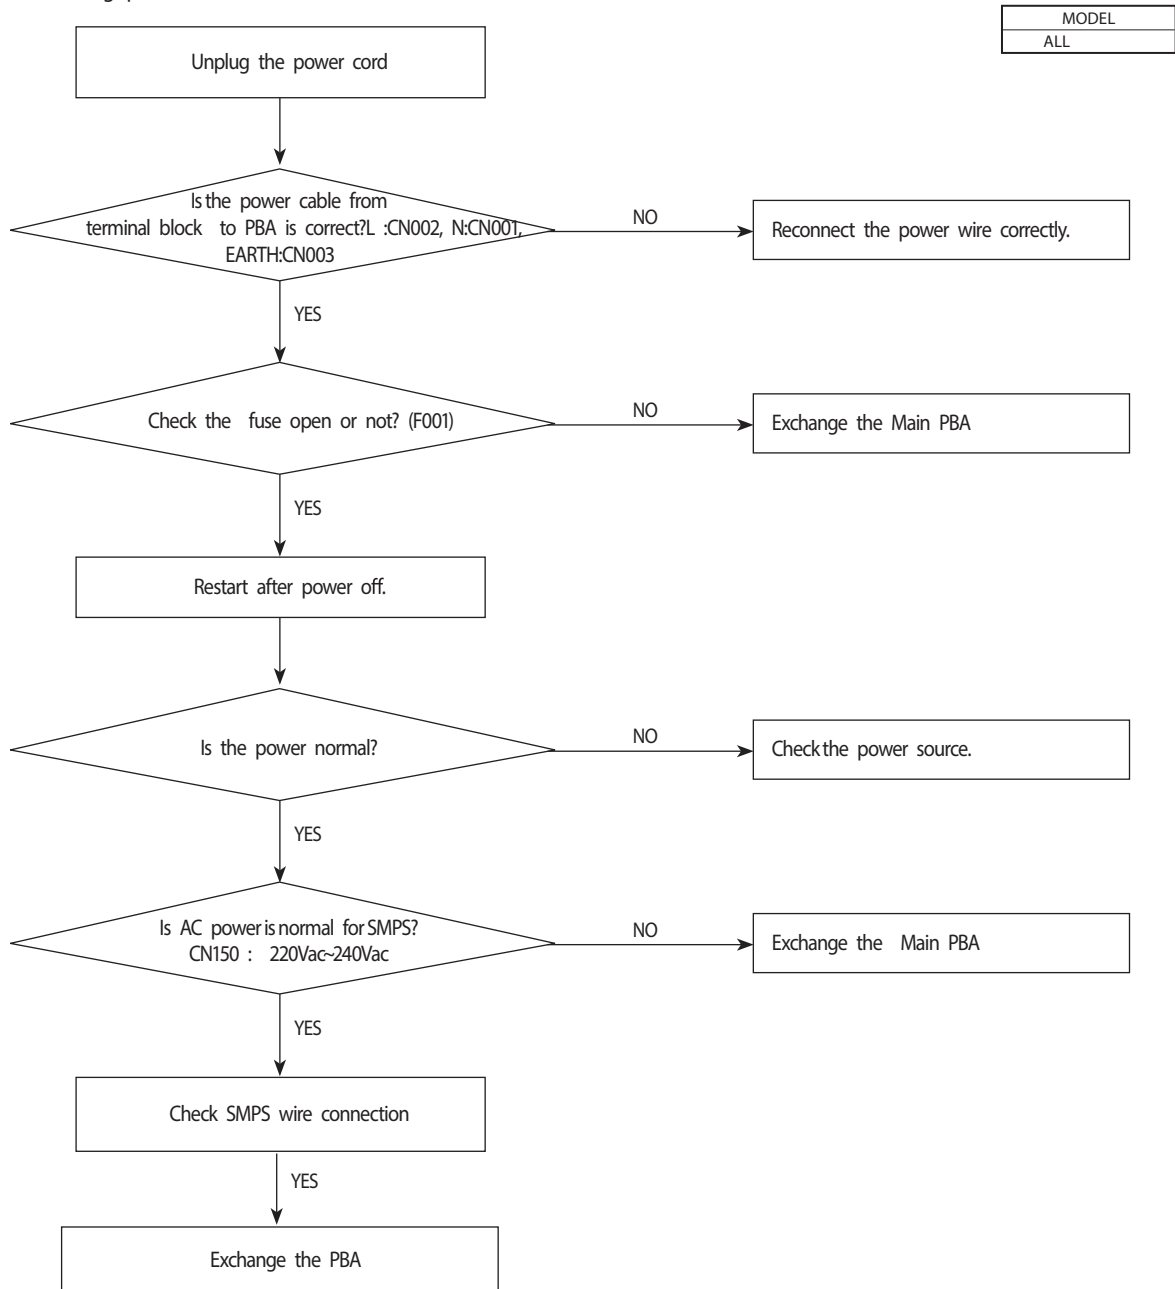 MODEL
ALL
Unplug the power cord
Is the power cable from
terminal block to PBA is correct?L :CN002, N:CN001,
EARTH:CN003
NO
Reconnect the power wire correctly.
YES
Check the fuse open or not? (F001)
NO
Exchange the Main PBA
YES
Restart after power off.
Is the power normal?
NO
Check the power source.
YES
Is AC power is normal for SMPS?
CN150 : 220Vac~240Vac
NO
Exchange the Main PBA
YES
Check SMPS wire connection
YES
Exchange the PBA